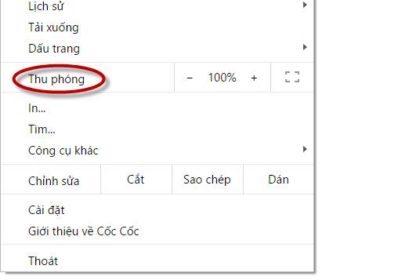 Lịch sử
Tải xuống
Dấu trang
Thu phóng − 100% +
In...
Tìm...
Công cụ khác
Chỉnh sửa Cắt Sao chép Dán
Cài đặt
Giới thiệu về Cốc Cốc
Thoát